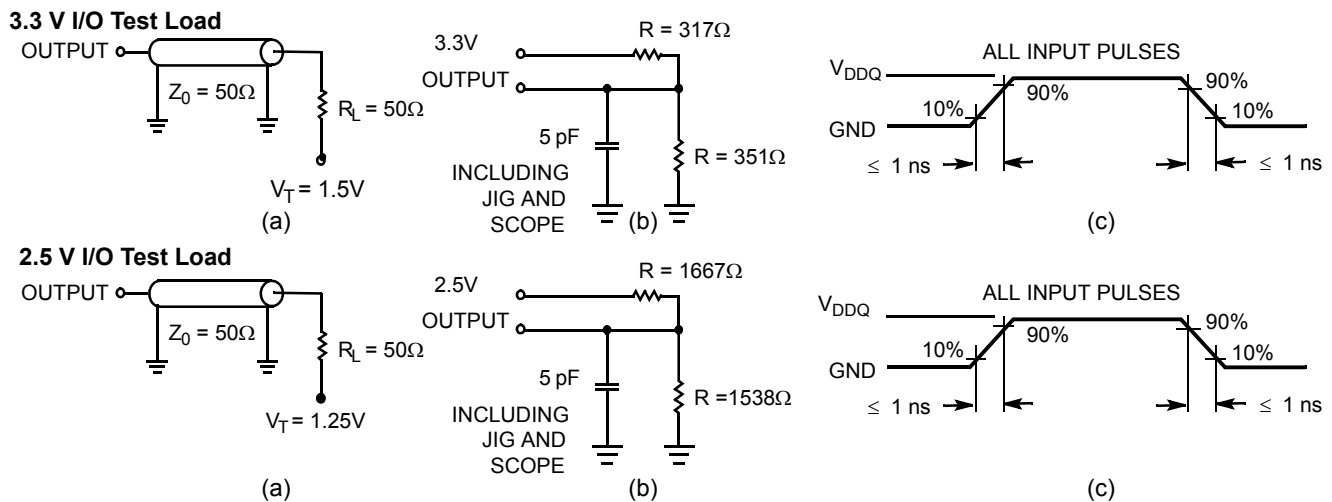 3.3 V I/O Test Load
OUTPUT
Z0 = 50Ω
RL = 50Ω
VT = 1.5V
(a)
3.3V
OUTPUT
R = 317Ω
5 pF
R = 351Ω
INCLUDING
JIG AND
SCOPE
(b)
ALL INPUT PULSES
VDDQ
GND
10%
90%
90%
10%
≤ 1 ns
≤ 1 ns
(c)
2.5 V I/O Test Load
OUTPUT
Z0 = 50Ω
RL = 50Ω
VT = 1.25V
(a)
2.5V
OUTPUT
R = 1667Ω
5 pF
R =1538Ω
INCLUDING
JIG AND
SCOPE
(b)
ALL INPUT PULSES
VDDQ
GND
10%
90%
90%
10%
≤ 1 ns
≤ 1 ns
(c)